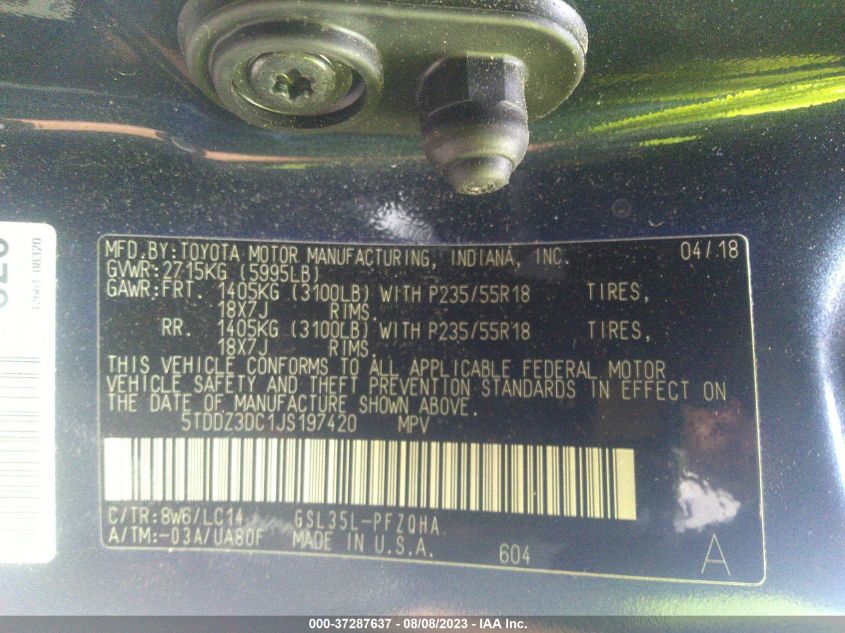 MFD.BY:TOYOTA MOTOR MANUFACTURING, INDIANA, INC. 04/18
GVWR:2715KG (5995LB)
GAWR:FRT. 1405KG (3100LB) WITH P235/55R18 TIRES,
18X7J RIMS.
RR. 1405KG (3100LB) WITH P235/55R18 TIRES,
18X7J RIMS.
THIS VEHICLE CONFORMS TO ALL APPLICABLE FEDERAL MOTOR
VEHICLE SAFETY AND THEFT PREVENTION STANDARDS IN EFFECT ON
THE DATE OF MANUFACTURE SHOWN ABOVE.
5TDDZ3DC1JS197420 MPV
C/TR:8W6/LC14 GSL35L-PFZQHA
A/TM:-03A/UA80F MADE IN U.S.A. 604 A
000-37287637 - 08/08/2023 - IAA Inc.